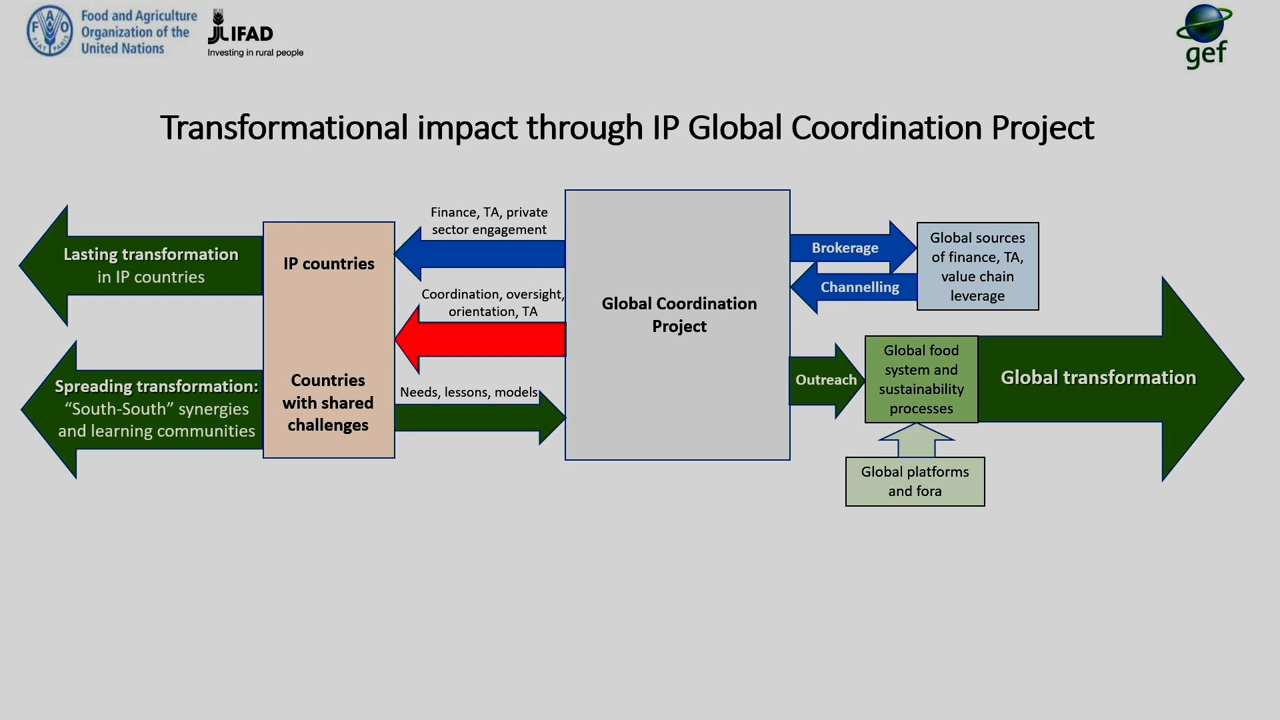 Food and Agriculture
Organization of the
United Nations
FAO
FIAT PANIS
IFAD
Investing in rural people
gef
Transformational impact through IP Global Coordination Project
Lasting transformation
in IP countries
Spreading transformation:
“South-South” synergies
and learning communities
IP countries
Countries
with shared
challenges
Finance, TA, private
sector engagement
Coordination, oversight,
orientation, TA
Needs, lessons, models
Global Coordination
Project
Brokerage
Channelling
Global sources
of finance, TA,
value chain
leverage
Outreach
Global food
system and
sustainability
processes
Global transformation
Global platforms
and fora